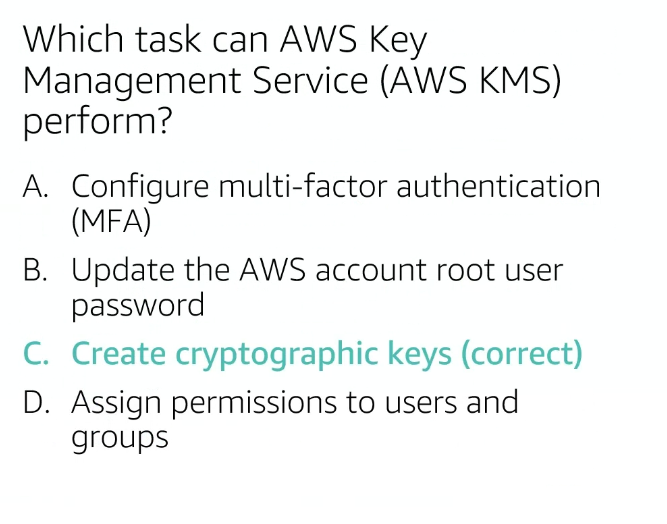 Which task can AWS Key
Management Service (AWS KMS)
perform?
A. Configure multi-factor authentication
(MFA)
B. Update the AWS account root user
password
C. Create cryptographic keys (correct)
D. Assign permissions to users and
groups